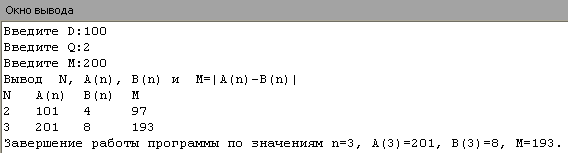 Окно вывода
Введите D:100
Введите Q:2
Введите M:200
Вывод  N, A(n), B(n) и  M=|A(n)-B(n)|
N   A(n)  B(n)  M
2   101   4     97
3   201   8     193
Завершение работы программы по значениям n=3, A(3)=201, B(3)=8, M=193.